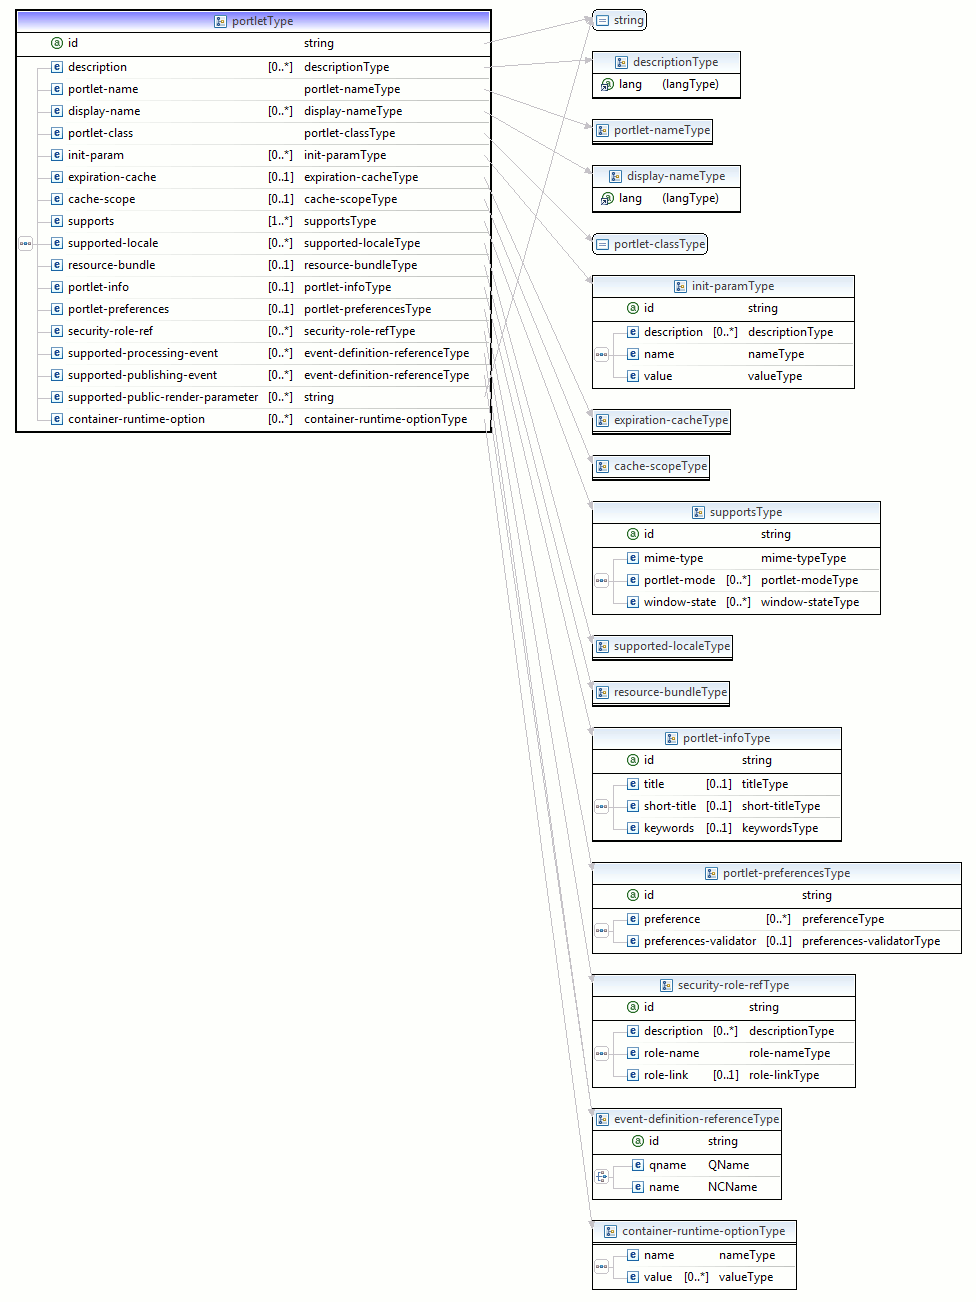 portletType
id string
description [0..*] descriptionType
portlet-name portlet-nameType
display-name [0..*] display-nameType
portlet-class portlet-classType
init-param [0..*] init-paramType
expiration-cache [0..1] expiration-cacheType
cache-scope [0..1] cache-scopeType
supports [1..*] supportsType
supported-locale [0..*] supported-localeType
resource-bundle [0..1] resource-bundleType
portlet-info [0..1] portlet-infoType
portlet-preferences [0..1] portlet-preferencesType
security-role-ref [0..*] security-role-refType
supported-processing-event [0..*] event-definition-referenceType
supported-publishing-event [0..*] event-definition-referenceType
supported-public-render-parameter [0..*] string
container-runtime-option [0..*] container-runtime-optionType
string
descriptionType
lang (langType)
portlet-nameType
display-nameType
lang (langType)
portlet-classType
init-paramType
id string
description [0..*] descriptionType
name nameType
value valueType
expiration-cacheType
cache-scopeType
supportsType
id string
mime-type mime-typeType
portlet-mode [0..*] portlet-modeType
window-state [0..*] window-stateType
supported-localeType
resource-bundleType
portlet-infoType
id string
title [0..1] titleType
short-title [0..1] short-titleType
keywords [0..1] keywordsType
portlet-preferencesType
id string
preference [0..*] preferenceType
preferences-validator [0..1] preferences-validatorType
security-role-refType
id string
description [0..*] descriptionType
role-name role-nameType
role-link [0..1] role-linkType
event-definition-referenceType
id string
qname QName
name NCName
container-runtime-optionType
name nameType
value [0..*] valueType